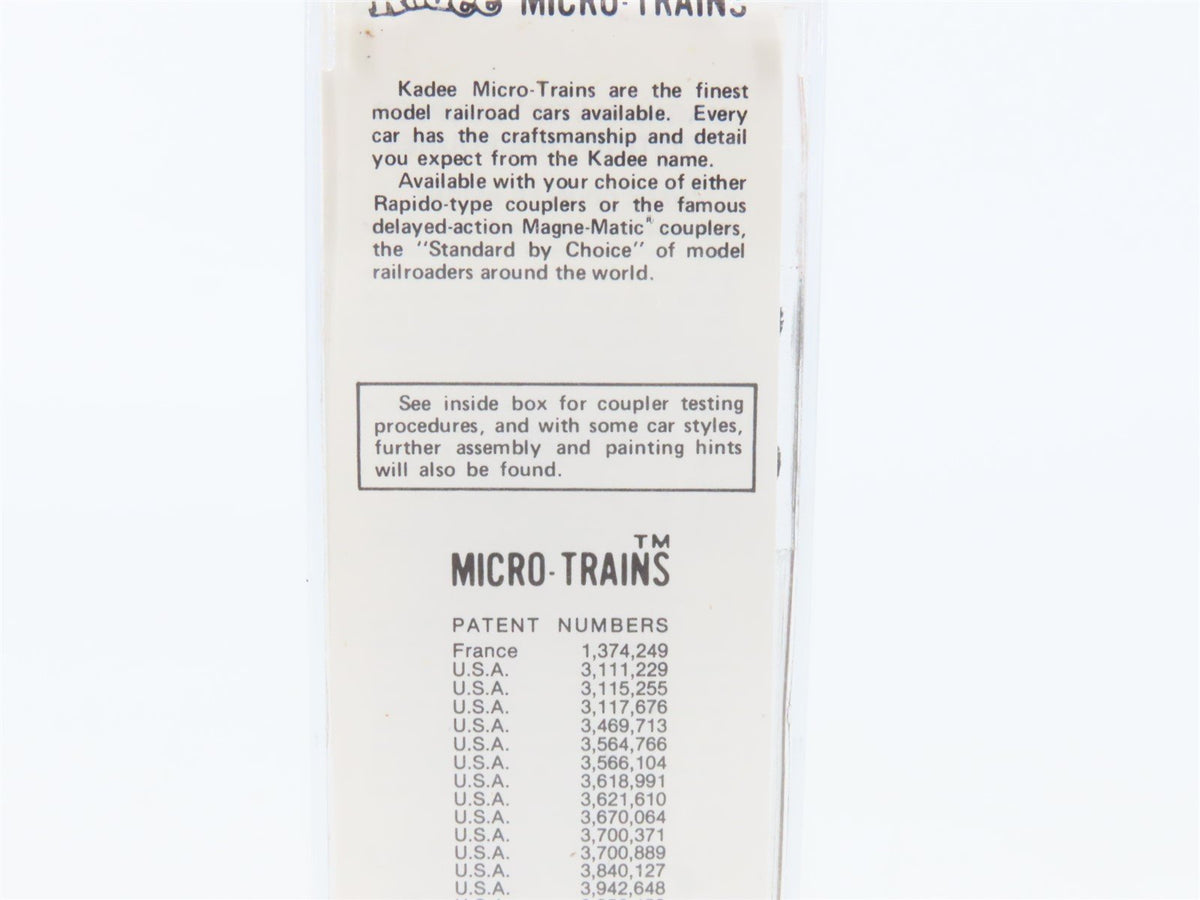 Kadee MICRO-TRAINS
Kadee Micro-Trains are the finest
model railroad cars available. Every
car has the craftsmanship and detail
you expect from the Kadee name.
Available with your choice of either
Rapido-type couplers or the famous
delayed-action Magne-Matic® couplers,
the "Standard by Choice" of model
railroaders around the world.
See inside box for coupler testing
procedures, and with some car styles,
further assembly and painting hints
will also be found.
MICRO-TRAINS™
PATENT NUMBERS
France 1,374,249
U.S.A. 3,111,229
U.S.A. 3,115,255
U.S.A. 3,117,676
U.S.A. 3,469,713
U.S.A. 3,564,766
U.S.A. 3,566,104
U.S.A. 3,618,991
U.S.A. 3,621,610
U.S.A. 3,670,064
U.S.A. 3,700,371
U.S.A. 3,700,889
U.S.A. 3,840,127
U.S.A. 3,942,648